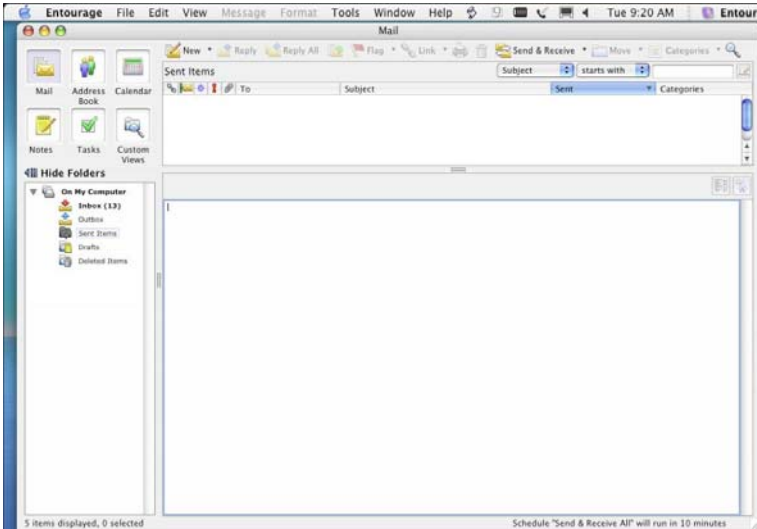 Entourage File Edit View Message Format Tools Window Help Tue 9:20 AM Entour
Mail
New Reply Reply All Flag Link Send & Receive Move Categories
Sent Items Subject starts with
To Subject Sent Categories
Mail Address Book Calendar
Notes Tasks Custom Views
Hide Folders
On My Computer
Inbox (13)
Outbox
Sent Items
Drafts
Deleted Items
5 items displayed, 0 selected Schedule "Send & Receive All" will run in 10 minutes